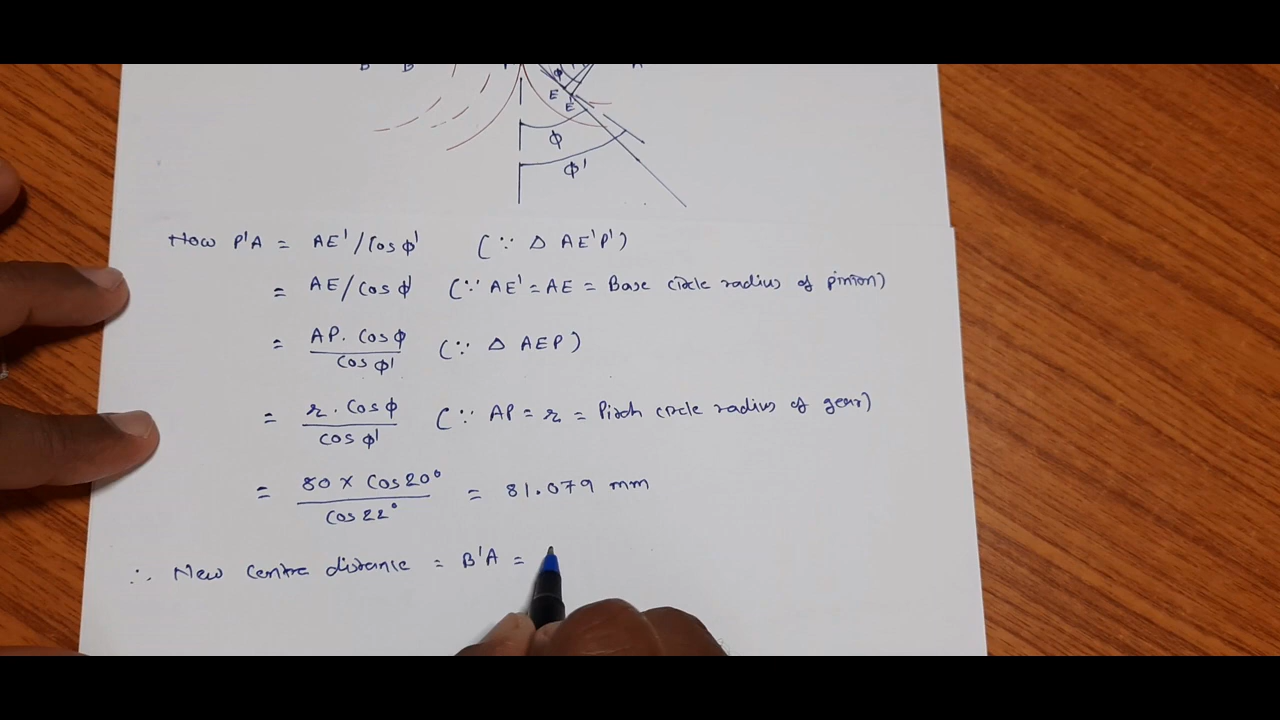 E
E
ϕ
ϕ'
Now P'A = AE'/Cos ϕ' (∵ Δ AE'P')
= AE/Cos ϕ' (∵ AE' = AE = Base circle radius of pinion)
= AP. Cos ϕ / Cos ϕ' (∵ Δ AEP)
= r. Cos ϕ / Cos ϕ' (∵ AP = r = Pitch circle radius of gear)
= 80 x Cos 20° / Cos 22° = 81.079 mm
∴ New centre distance = B'A =